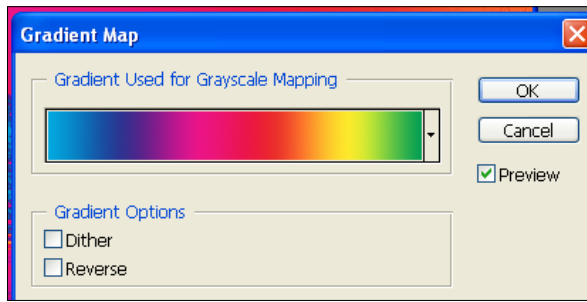 Gradient Map
Gradient Used for Grayscale Mapping
OK
Cancel
Preview
Gradient Options
Dither
Reverse